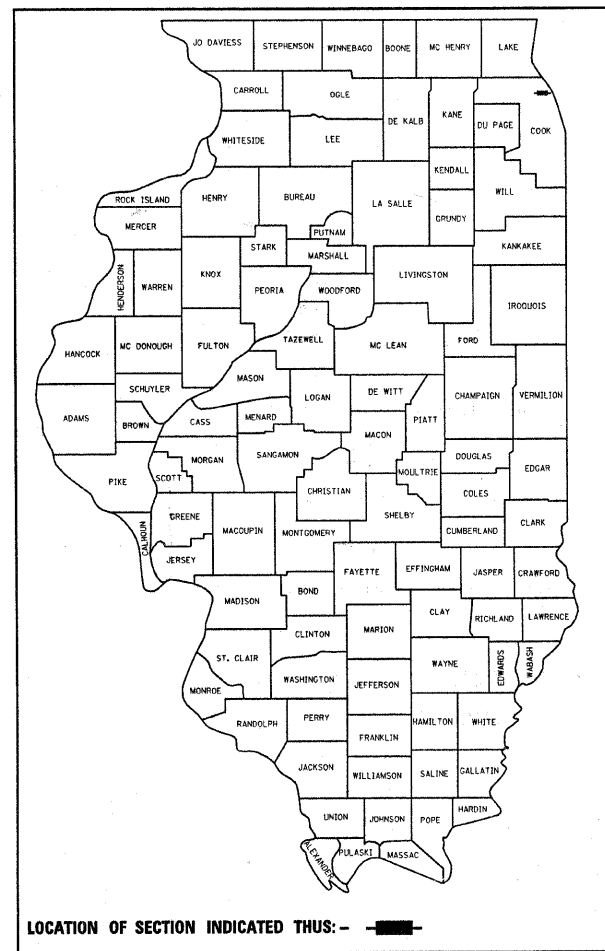 JO DAVIESS
STEPHENSON
WINNEBAGO
BOONE
MC HENRY
LAKE
CARROLL
OGLE
DE KALB
KANE
DU PAGE
COOK
WHITESIDE
LEE
KENDALL
WILL
ROCK ISLAND
HENRY
BUREAU
LA SALLE
GRUNDY
MERCER
PUTNAM
STARK
MARSHALL
KANKAKEE
HENDERSON
WARREN
KNOX
PEORIA
WOODFORD
LIVINGSTON
IROQUOIS
HANCOCK
MC DONOUGH
FULTON
TAZEWELL
MC LEAN
FORD
SCHUYLER
MASON
LOGAN
DE WITT
CHAMPAIGN
VERMILION
ADAMS
BROWN
CASS
MENARD
MACON
PIATT
PIKE
SCOTT
MORGAN
SANGAMON
CHRISTIAN
MOULTRIE
DOUGLAS
EDGAR
COLES
CALHOUN
GREENE
MACOUPIN
MONTGOMERY
SHELBY
CUMBERLAND
CLARK
JERSEY
FAYETTE
EFFINGHAM
JASPER
CRAWFORD
MADISON
BOND
CLAY
RICHLAND
LAWRENCE
CLINTON
MARION
ST. CLAIR
WAYNE
EDWARDS
WABASH
MONROE
WASHINGTON
JEFFERSON
RANDOLPH
PERRY
HAMILTON
WHITE
FRANKLIN
JACKSON
WILLIAMSON
SALINE
GALLATIN
UNION
JOHNSON
POPE
HARDIN
ALEXANDER
PULASKI
MASSAC
LOCATION OF SECTION INDICATED THUS: -